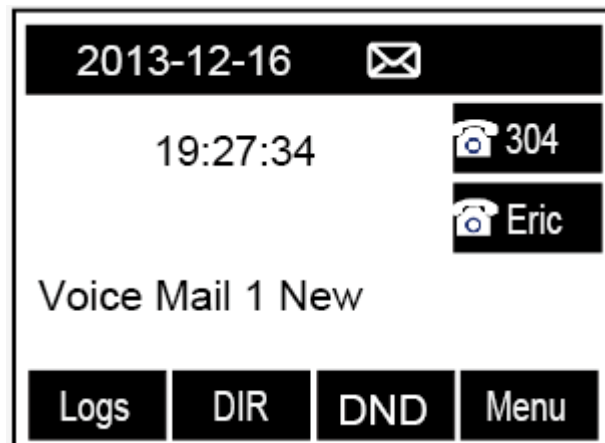 2013-12-16
19:27:34
304
Eric
Voice Mail 1 New
Logs DIR DND Menu